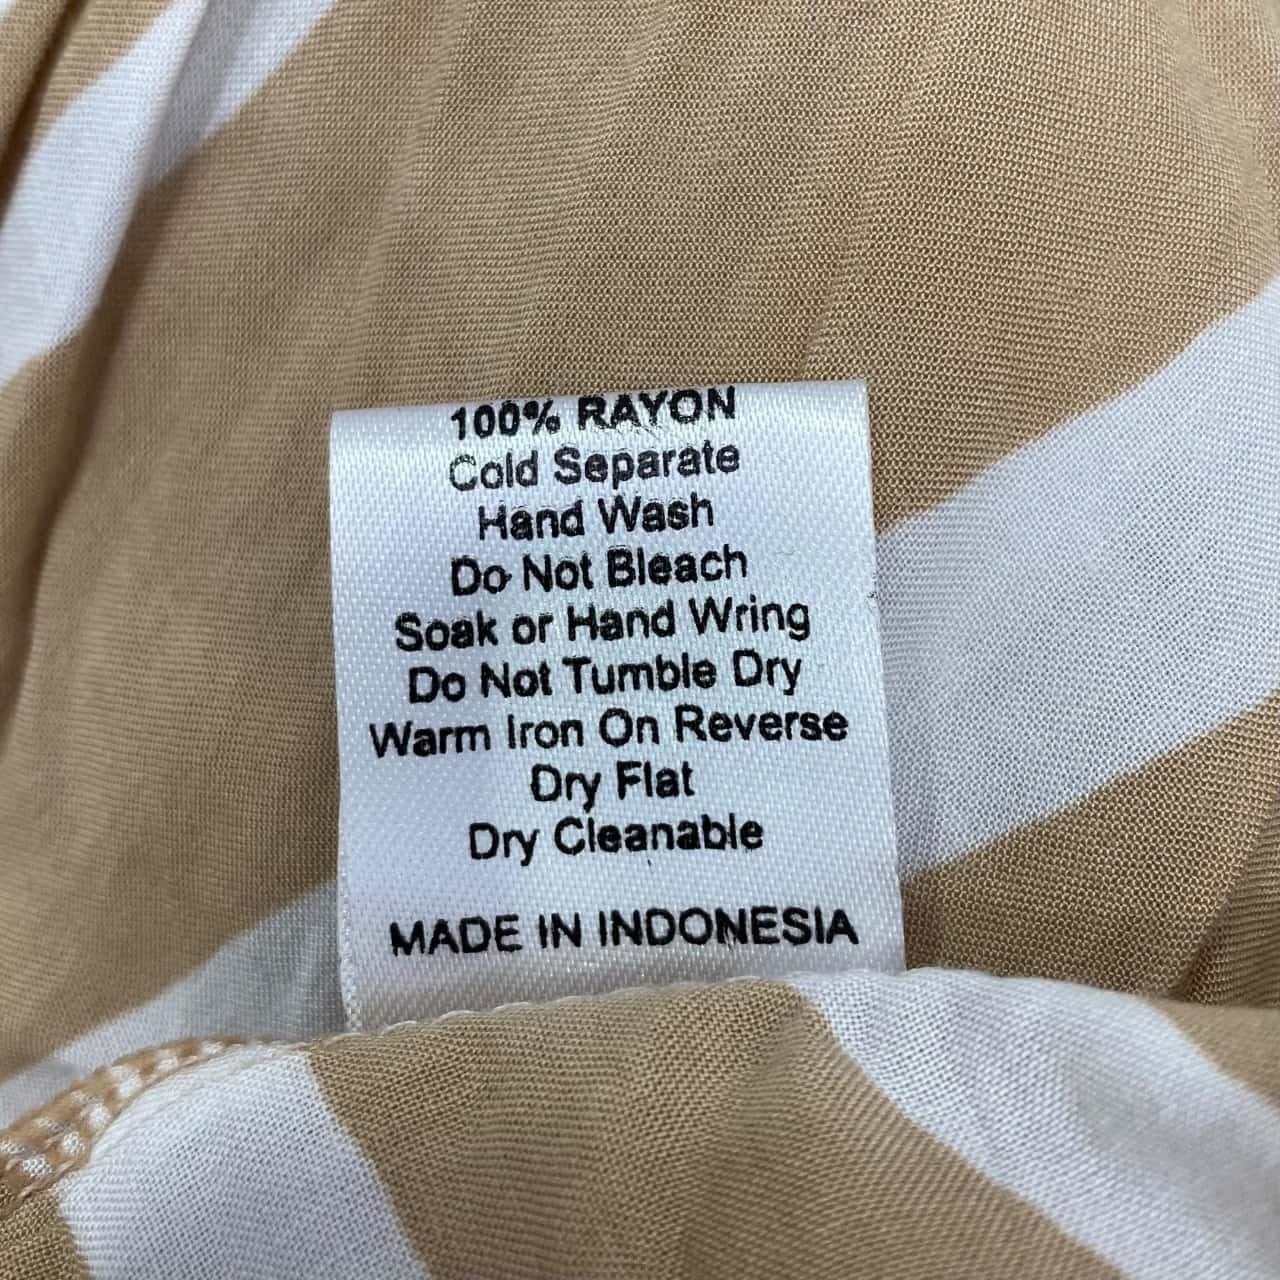 100% RAYON
Cold Separate
Hand Wash
Do Not Bleach
Soak or Hand Wring
Do Not Tumble Dry
Warm Iron On Reverse
Dry Flat
Dry Cleanable
MADE IN INDONESIA